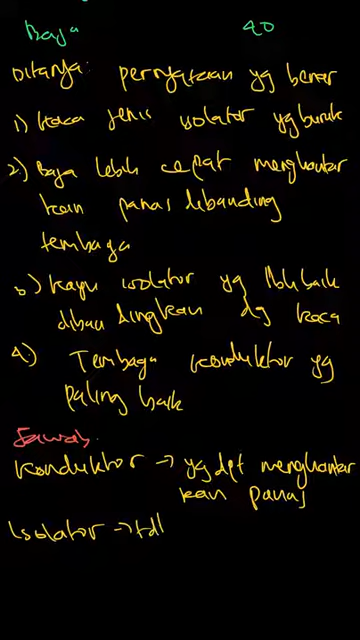 Baja 40
Ditanya: pernyataan yg benar
1) kaca jenis isolator yg buruk
2) Baja lebih cepat menghantar
kan panas dibanding
tembaga
3) kayu isolator yg lbh baik
dibandingkan dg kaca
4) Tembaga konduktor yg
paling baik
Jawab.
konduktor → yg dpt menghantar
kan panas
Isolator → td